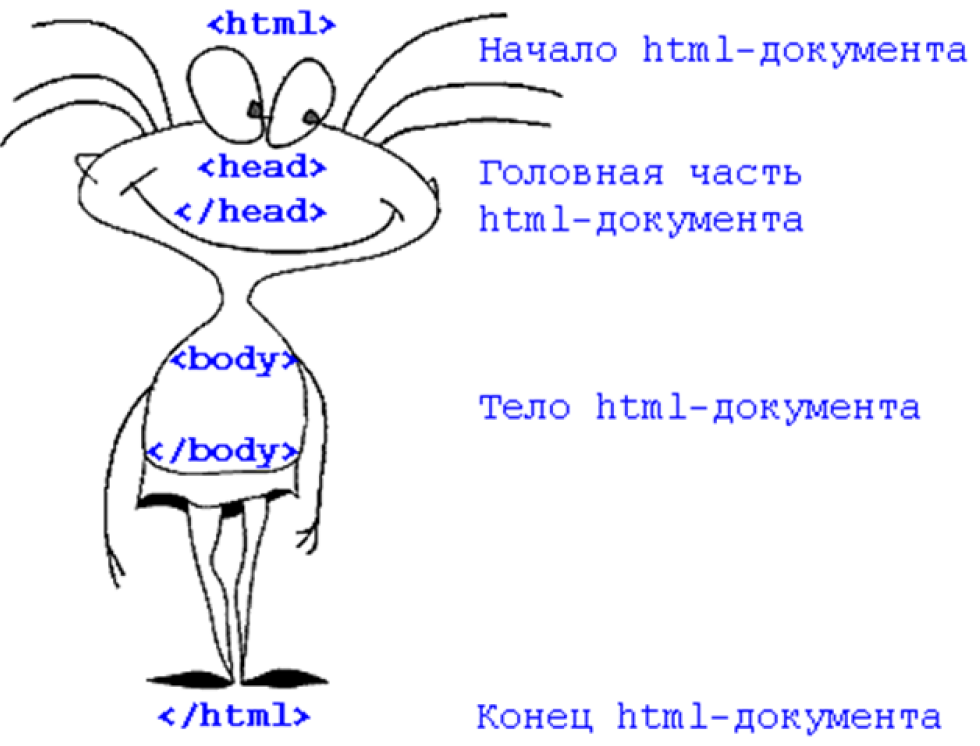 <html>
Начало html-документа
<head>
Головная часть
</head>
html-документа
<body>
Тело html-документа
</body>
</html>
Конец html-документа